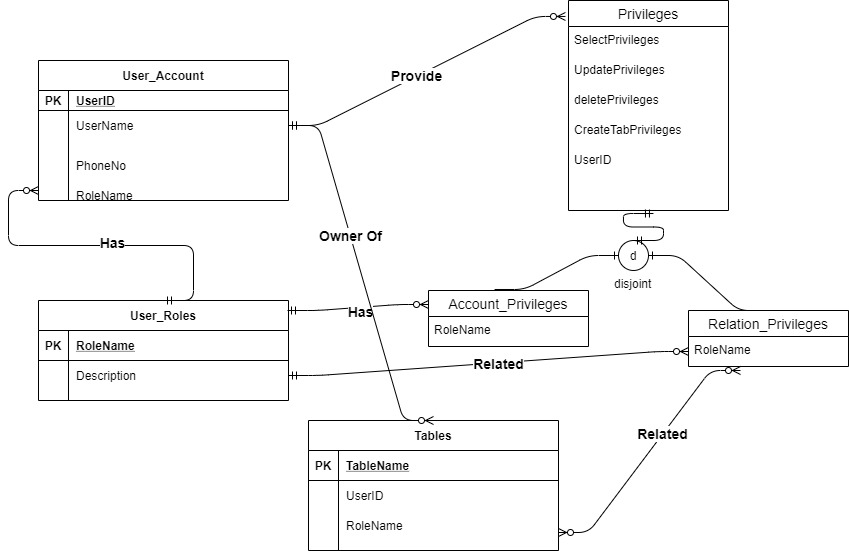 Privileges
SelectPrivileges
UpdatePrivileges
deletePrivileges
CreateTabPrivileges
UserID
Provide
User_Account
PK UserID
UserName
PhoneNo
RoleName
Owner Of
Has
d
disjoint
User_Roles
PK RoleName
Description
Has
Account_Privileges
RoleName
Relation_Privileges
RoleName
Related
Related
Tables
PK TableName
UserID
RoleName